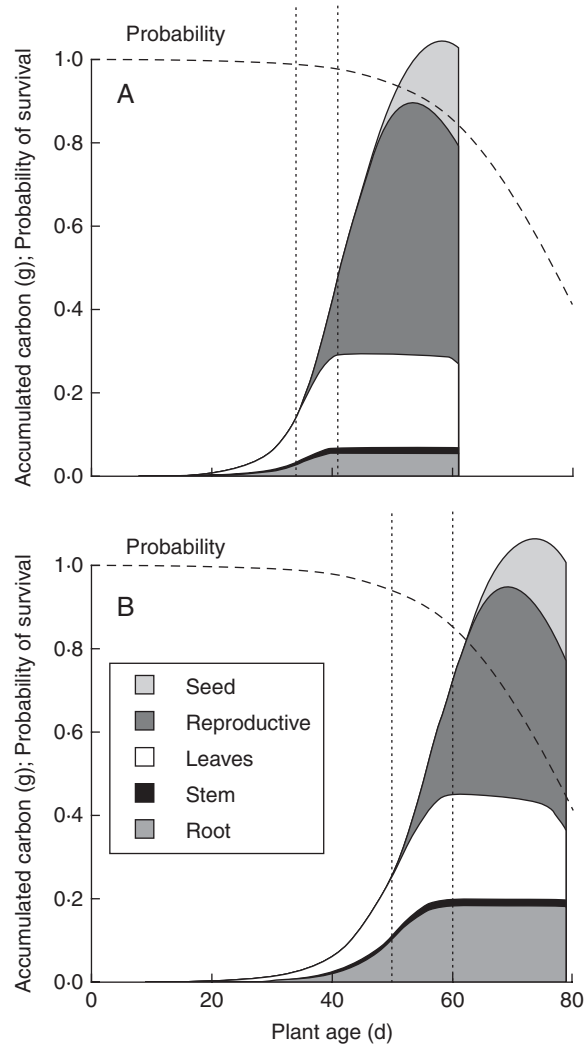 Probability
A
1·0
0·8
0·6
0·4
0·2
0·0
Accumulated carbon (g); Probability of survival
Probability
B
1·0
0·8
0·6
0·4
0·2
0·0
Accumulated carbon (g); Probability of survival
Seed
Reproductive
Leaves
Stem
Root
0 20 40 60 80
Plant age (d)